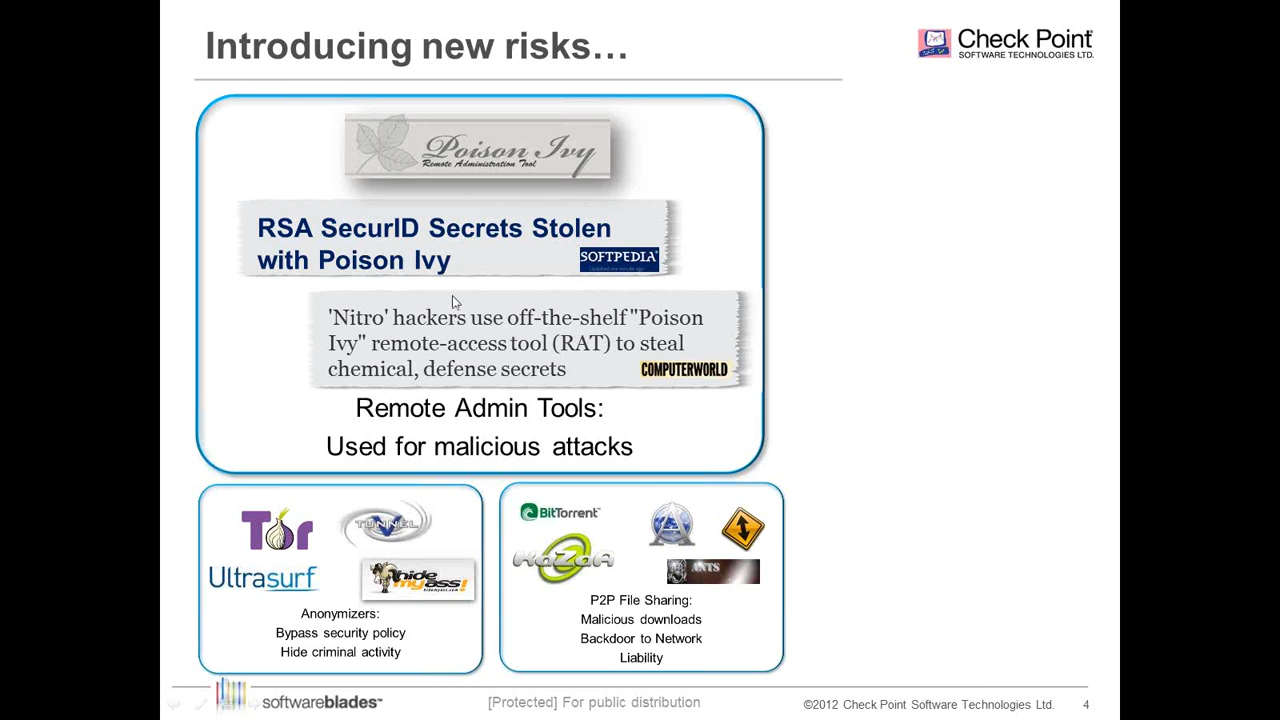 Introducing new risks…
Check Point
SOFTWARE TECHNOLOGIES LTD.
Poison Ivy
Remote Administration Tool
RSA SecurID Secrets Stolen
with Poison Ivy
SOFTPEDIA
'Nitro' hackers use off-the-shelf "Poison
Ivy" remote-access tool (RAT) to steal
chemical, defense secrets
COMPUTERWORLD
Remote Admin Tools:
Used for malicious attacks
Tor
V TUNNEL
Ultrasurf
hide my ass!
Anonymizers:
Bypass security policy
Hide criminal activity
BitTorrent
KaZaA
ANTS
P2P File Sharing:
Malicious downloads
Backdoor to Network
Liability
softwareblades™
[Protected] For public distribution
©2012 Check Point Software Technologies Ltd.
4